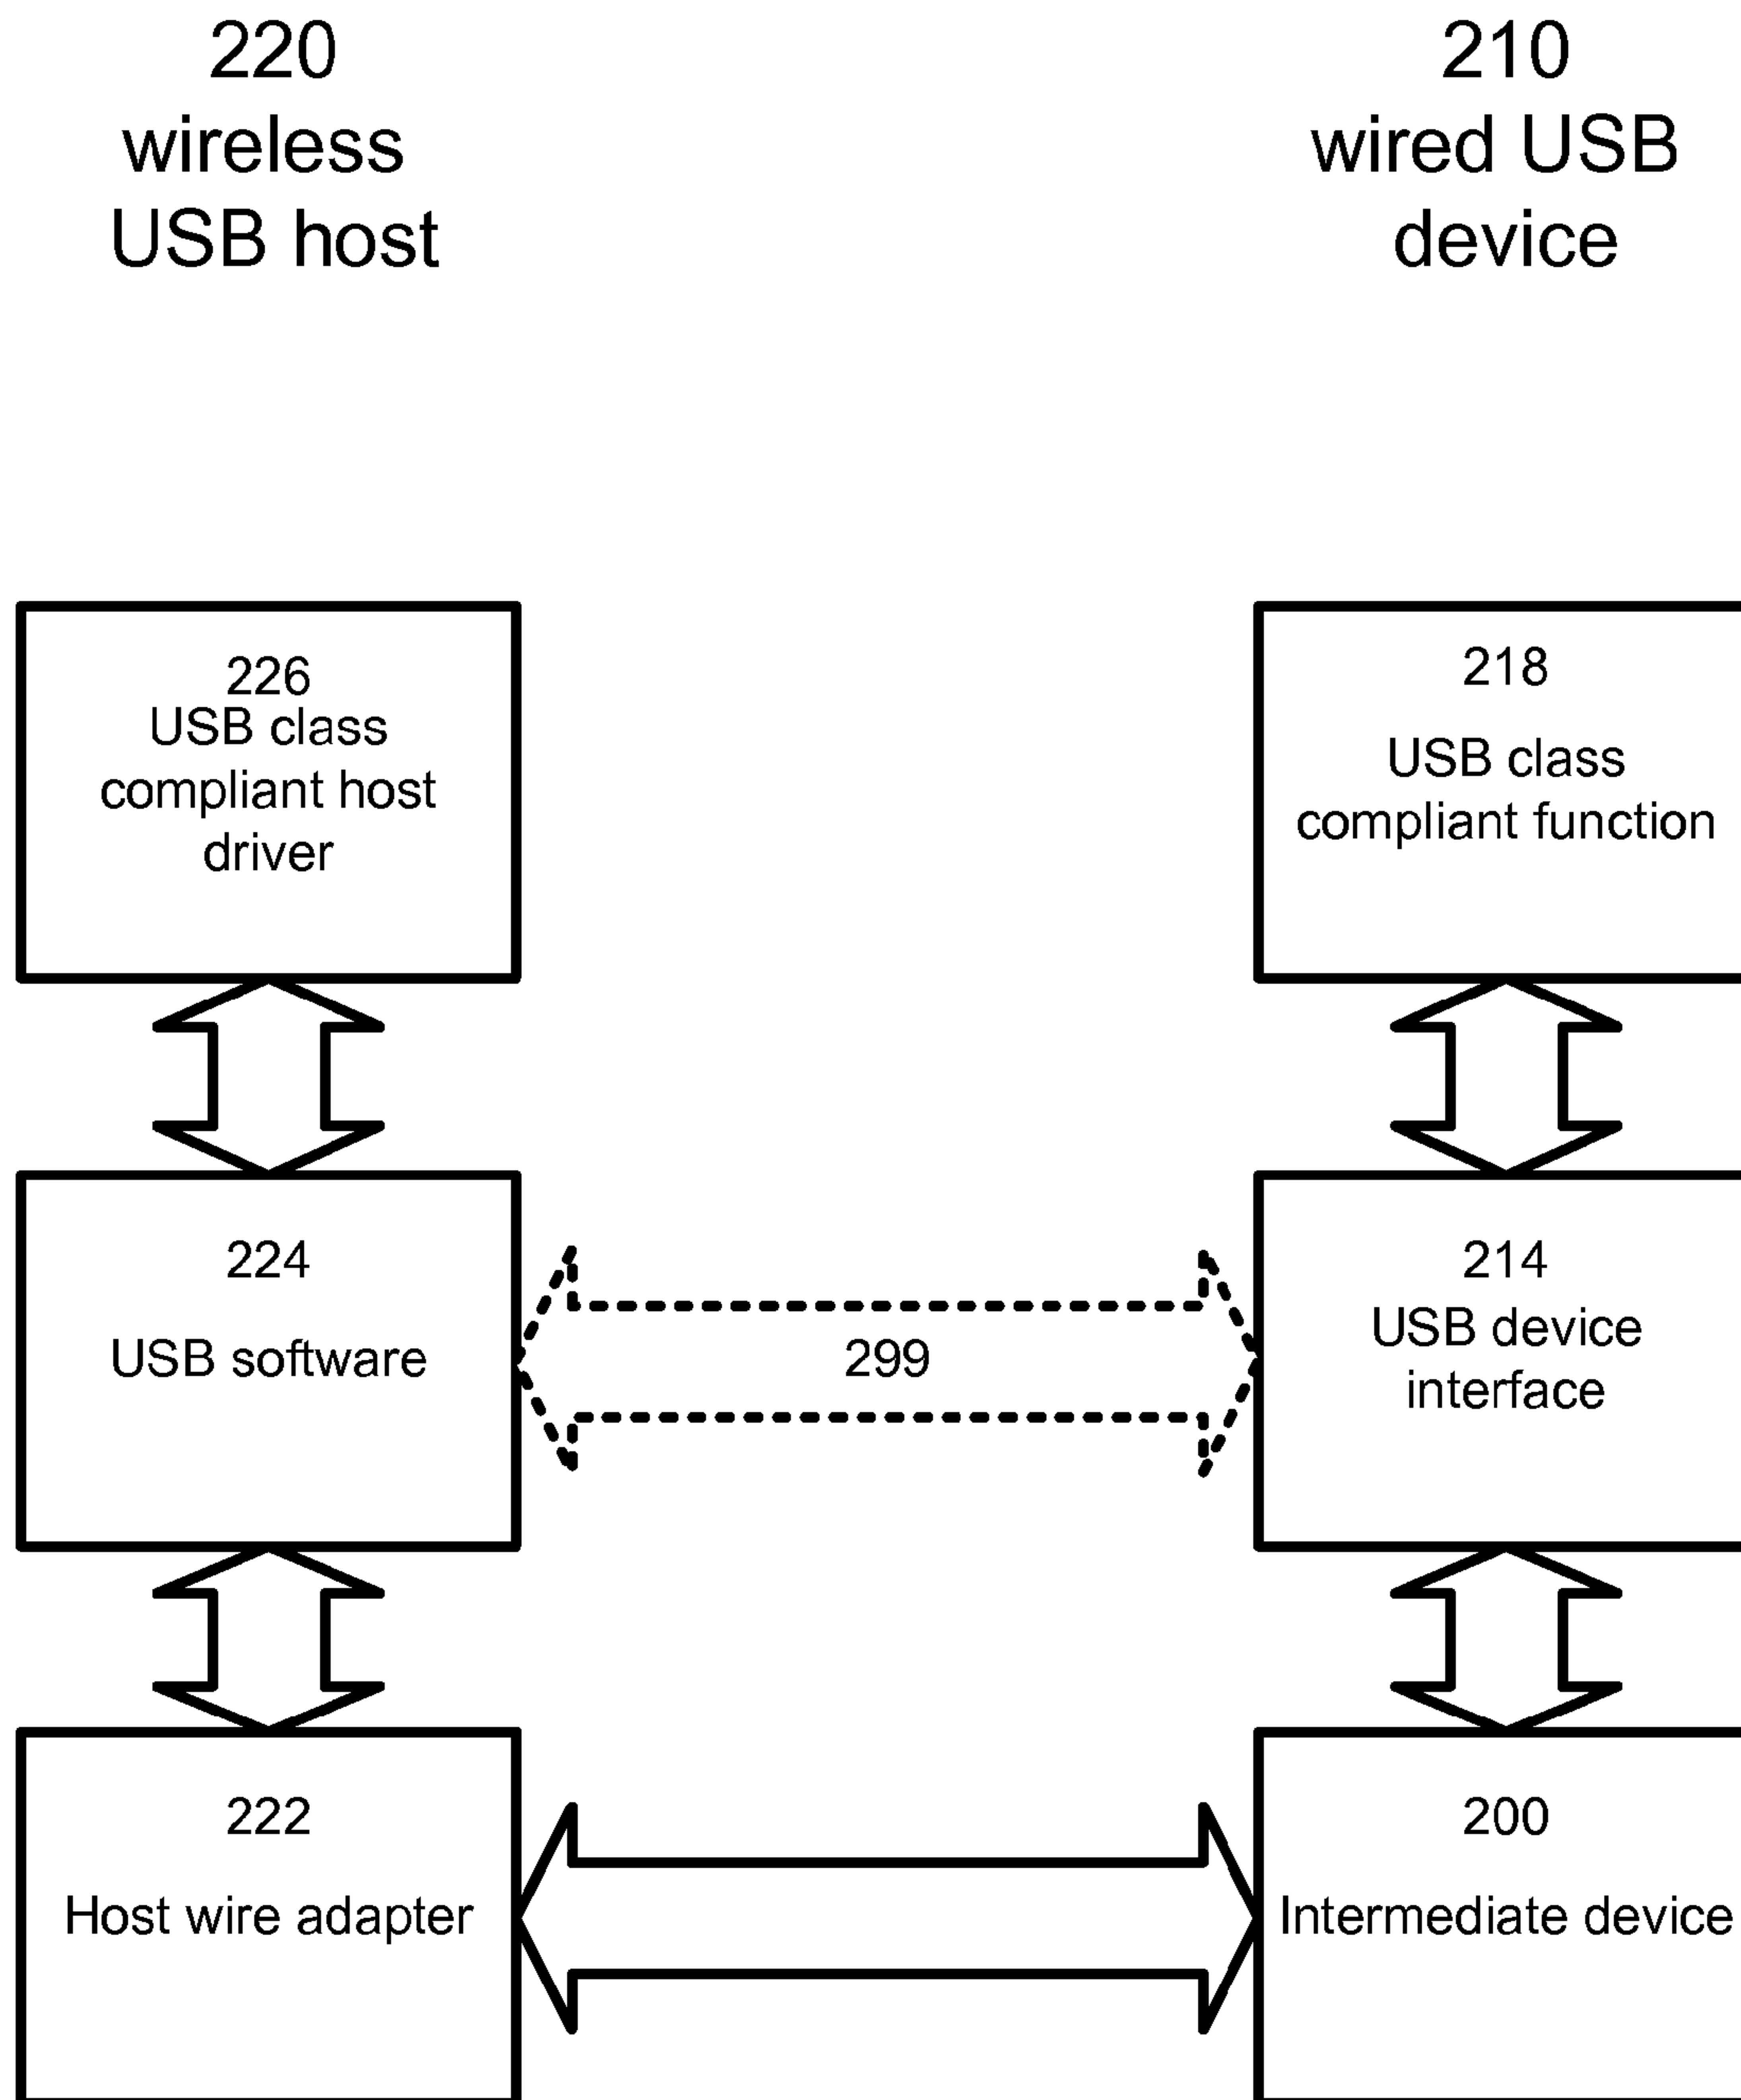 220
wireless
USB host
210
wired USB
device
226
USB class
compliant host
driver
218
USB class
compliant function
224
USB software
299
214
USB device
interface
222
Host wire adapter
200
Intermediate device